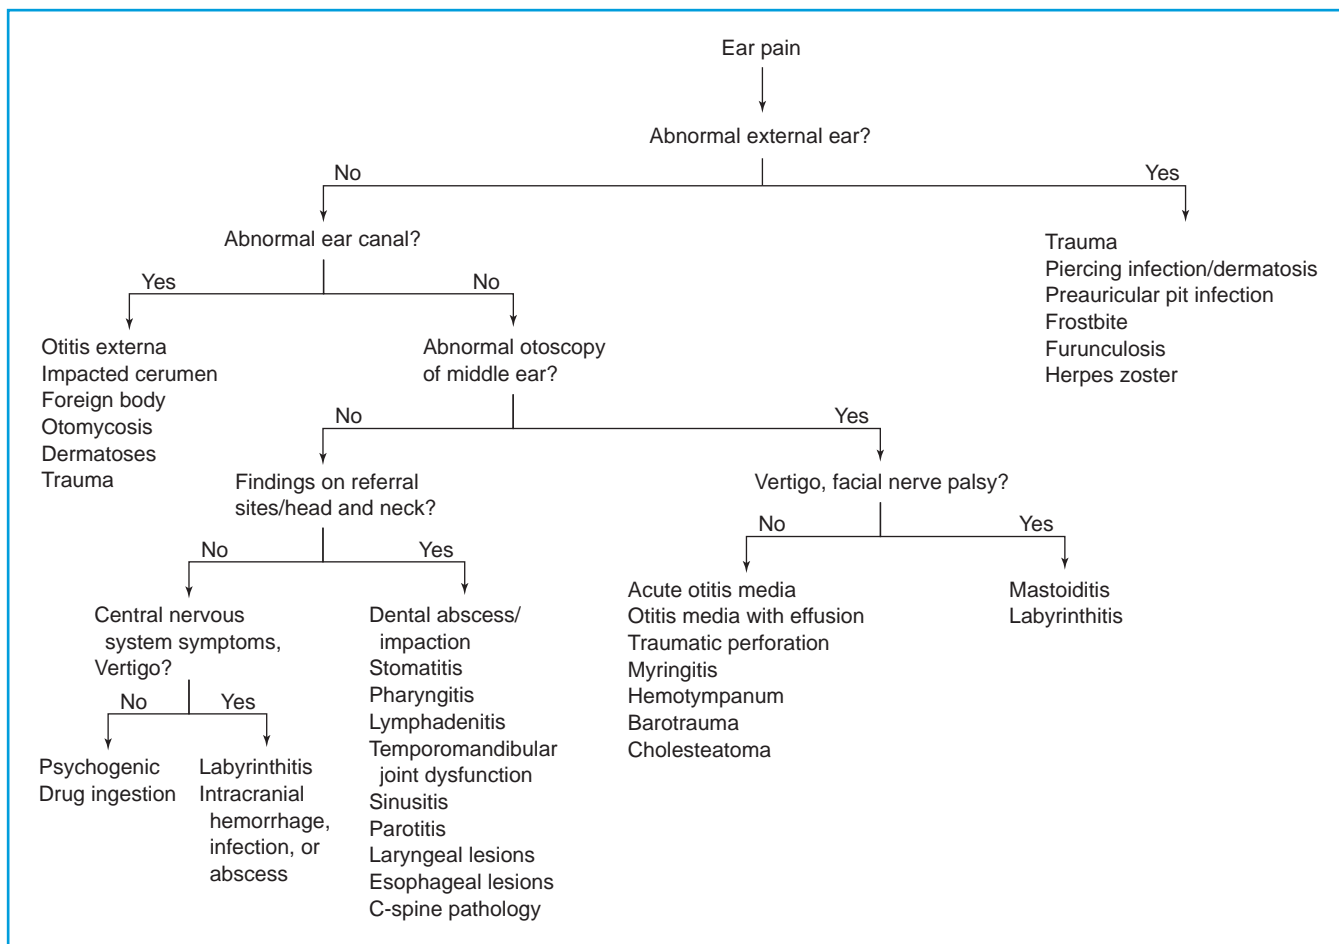 Ear pain
Abnormal external ear?
No
Yes
Abnormal ear canal?
Yes
No
Trauma
Piercing infection/dermatosis
Preauricular pit infection
Frostbite
Furunculosis
Herpes zoster
Otitis externa
Impacted cerumen
Foreign body
Otomycosis
Dermatoses
Trauma
Abnormal otoscopy
of middle ear?
No
Yes
Findings on referral
sites/head and neck?
Vertigo, facial nerve palsy?
No
Yes
No
Yes
Central nervous
system symptoms,
Vertigo?
Dental abscess/
impaction
Stomatitis
Pharyngitis
Lymphadenitis
Temporomandibular
joint dysfunction
Sinusitis
Parotitis
Laryngeal lesions
Esophageal lesions
C-spine pathology
Acute otitis media
Otitis media with effusion
Traumatic perforation
Myringitis
Hemotympanum
Barotrauma
Cholesteatoma
Mastoiditis
Labyrinthitis
No
Yes
Psychogenic
Drug ingestion
Labyrinthitis
Intracranial
hemorrhage,
infection, or
abscess